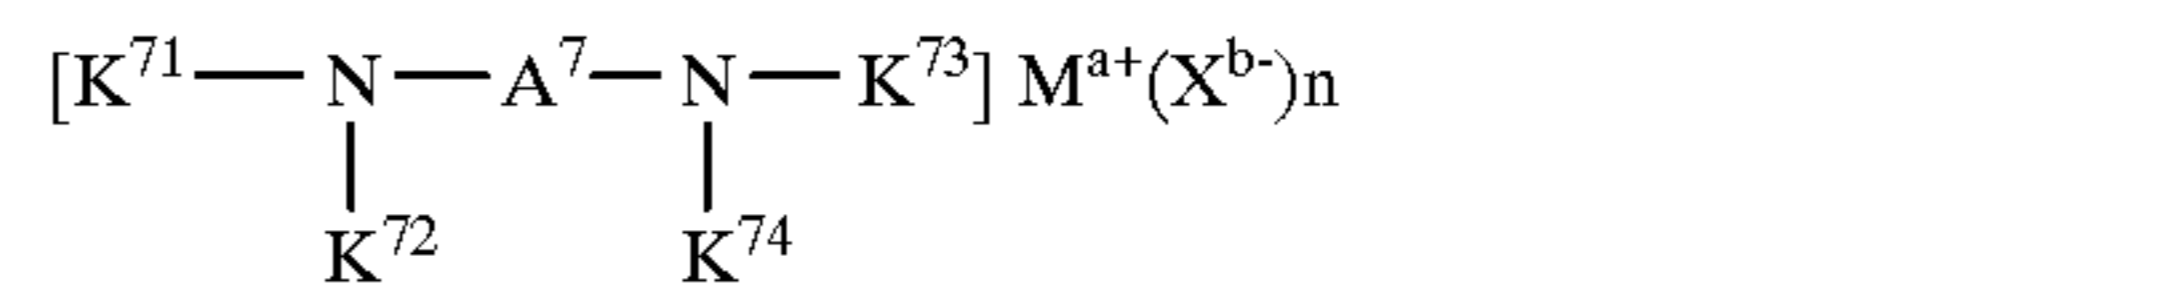 [K⁷¹—N—A⁷—N—K⁷³] Mᵃ⁺(Xᵇ⁻)n
K⁷² K⁷⁴